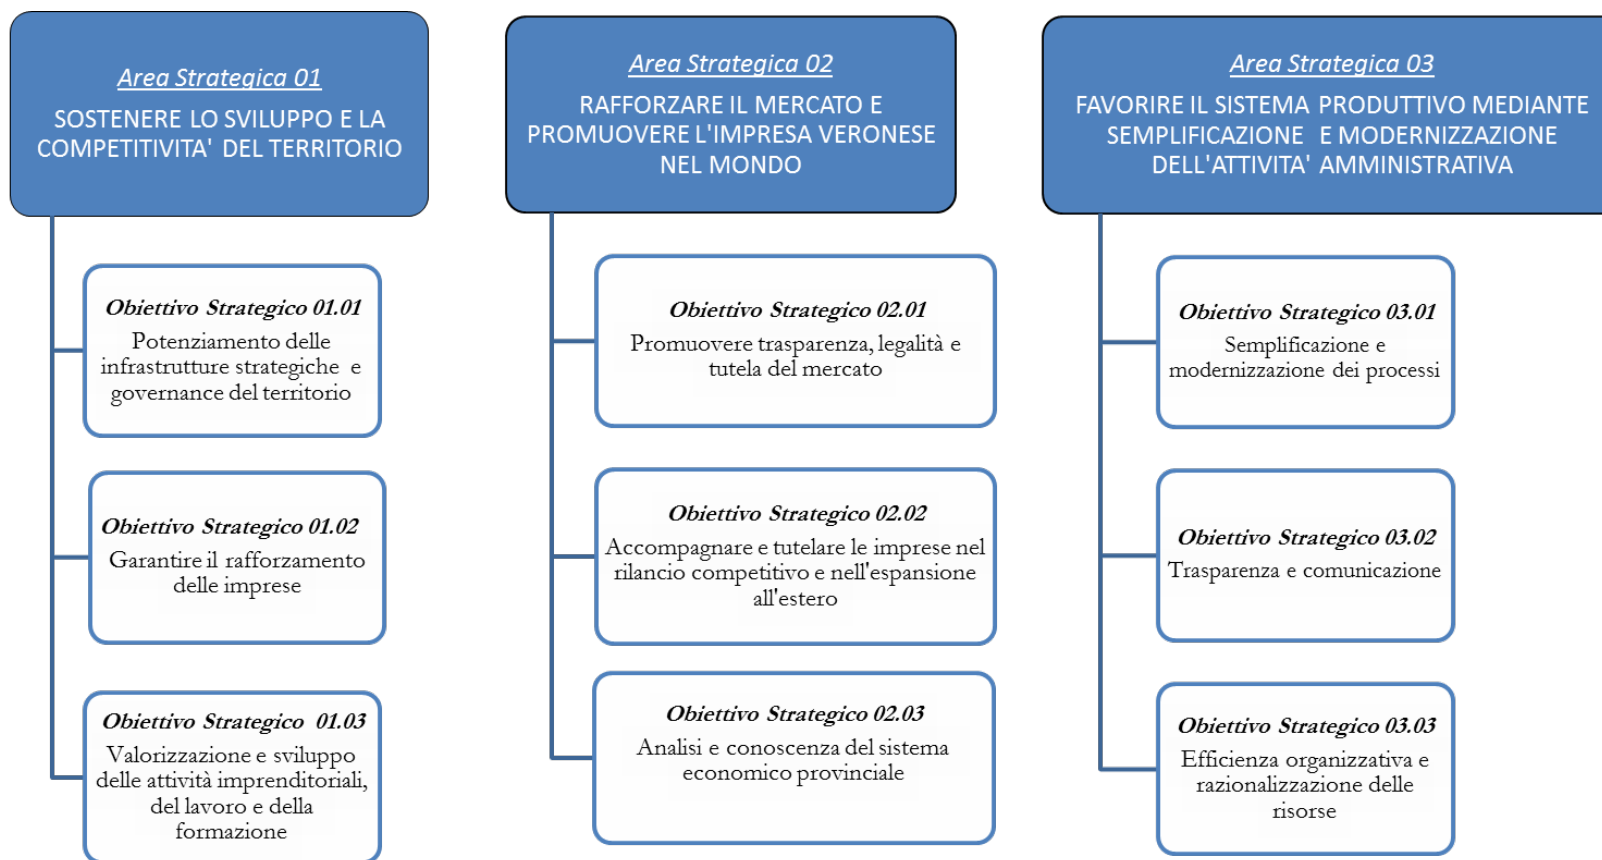 Area Strategica 01
SOSTENERE LO SVILUPPO E LA
COMPETITIVITA' DEL TERRITORIO
Obiettivo Strategico 01.01
Potenziamento delle
infrastrutture strategiche e
governance del territorio
Obiettivo Strategico 01.02
Garantire il rafforzamento
delle imprese
Obiettivo Strategico 01.03
Valorizzazione e sviluppo
delle attività imprenditoriali,
del lavoro e della
formazione
Area Strategica 02
RAFFORZARE IL MERCATO E
PROMUOVERE L'IMPRESA VERONESE
NEL MONDO
Obiettivo Strategico 02.01
Promuovere trasparenza, legalità e
tutela del mercato
Obiettivo Strategico 02.02
Accompagnare e tutelare le imprese nel
rilancio competitivo e nell'espansione
all'estero
Obiettivo Strategico 02.03
Analisi e conoscenza del sistema
economico provinciale
Area Strategica 03
FAVORIRE IL SISTEMA PRODUTTIVO MEDIANTE
SEMPLIFICAZIONE E MODERNIZZAZIONE
DELL'ATTIVITA' AMMINISTRATIVA
Obiettivo Strategico 03.01
Semplificazione e
modernizzazione dei processi
Obiettivo Strategico 03.02
Trasparenza e comunicazione
Obiettivo Strategico 03.03
Efficienza organizzativa e
razionalizzazione delle
risorse